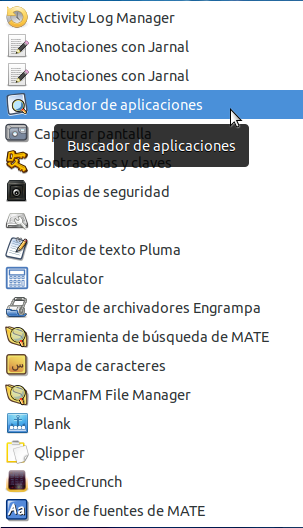 Activity Log Manager
Anotaciones con Jarnal
Anotaciones con Jarnal
Buscador de aplicaciones
Capturar pantalla
Buscador de aplicaciones
Contraseñas y claves
Copias de seguridad
Discos
Editor de texto Pluma
Galculator
Gestor de archivadores Engrampa
Herramienta de búsqueda de MATE
Mapa de caracteres
PCManFM File Manager
Plank
Qlipper
SpeedCrunch
Visor de fuentes de MATE